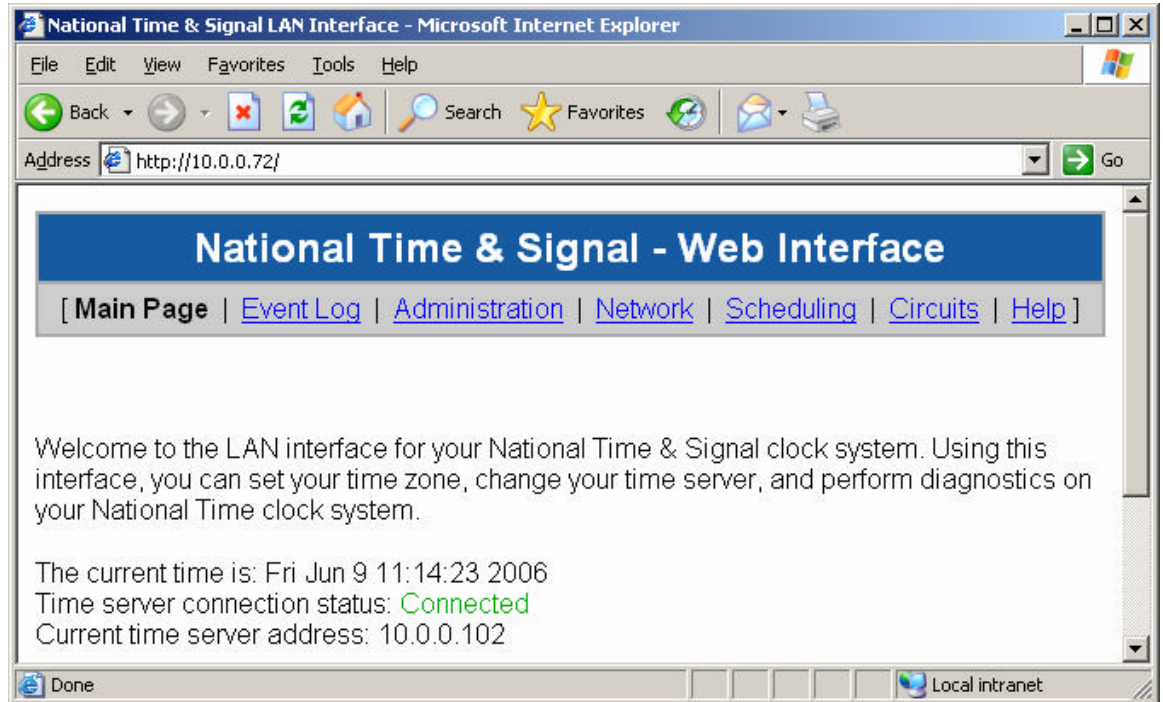 National Time & Signal LAN Interface - Microsoft Internet Explorer
File Edit View Favorites Tools Help
Back Search Favorites
Address http://10.0.0.72/ Go
National Time & Signal - Web Interface
[ Main Page | Event Log | Administration | Network | Scheduling | Circuits | Help ]
Welcome to the LAN interface for your National Time & Signal clock system. Using this
interface, you can set your time zone, change your time server, and perform diagnostics on
your National Time clock system.
The current time is: Fri Jun 9 11:14:23 2006
Time server connection status: Connected
Current time server address: 10.0.0.102
Done Local intranet